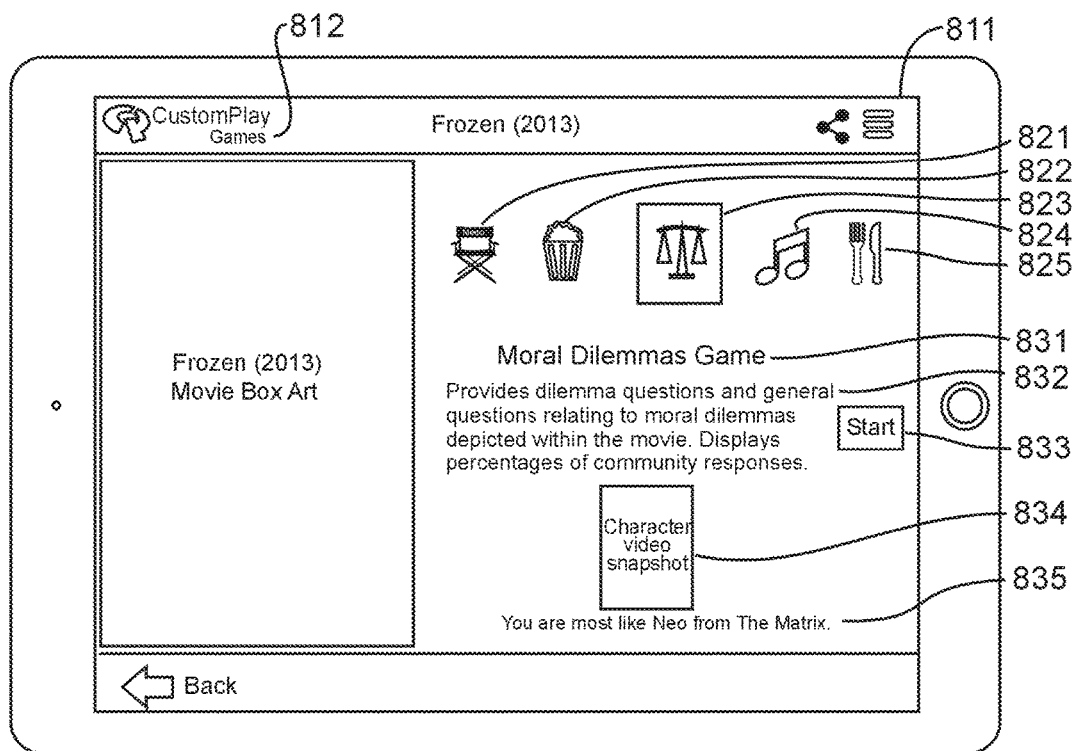 812
811
CustomPlay
Games
Frozen (2013)
821
822
823
824
825
Frozen (2013)
Movie Box Art
Moral Dilemmas Game
831
Provides dilemma questions and general
832
questions relating to moral dilemmas
depicted within the movie. Displays
percentages of community responses.
Start
833
Character
video
snapshot
834
You are most like Neo from The Matrix.
835
Back